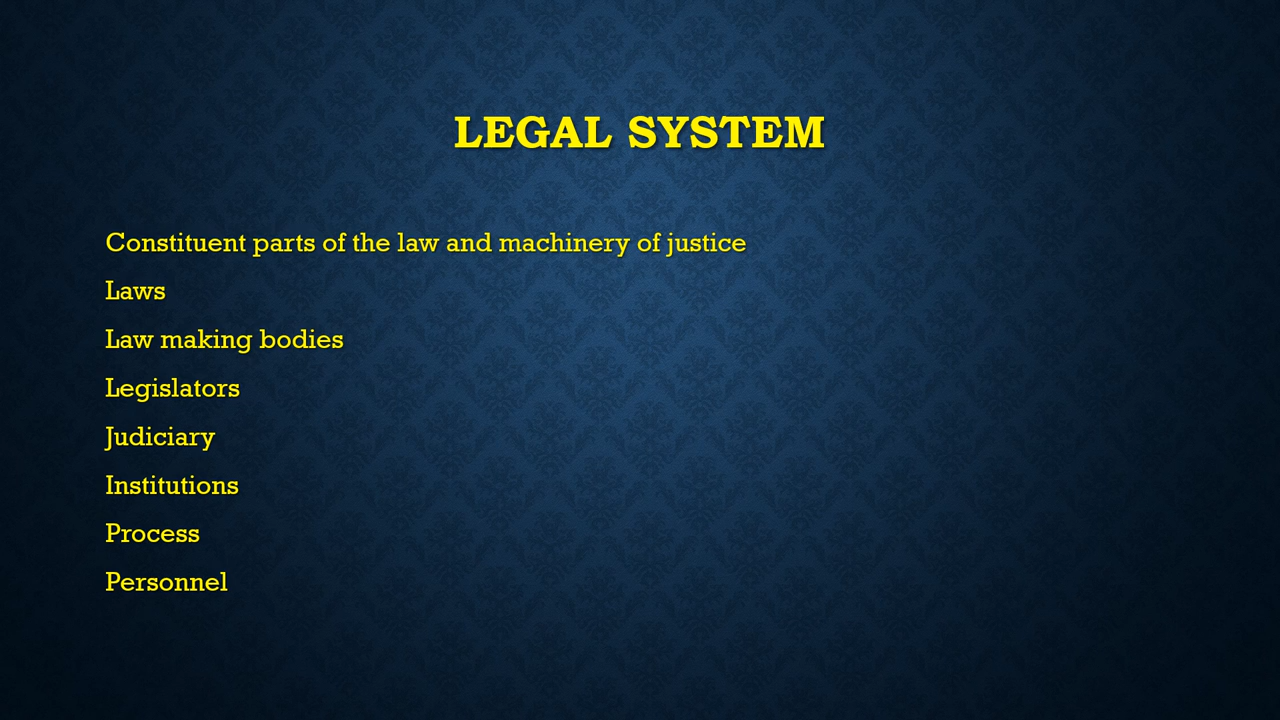 LEGAL SYSTEM
Constituent parts of the law and machinery of justice
Laws
Law making bodies
Legislators
Judiciary
Institutions
Process
Personnel